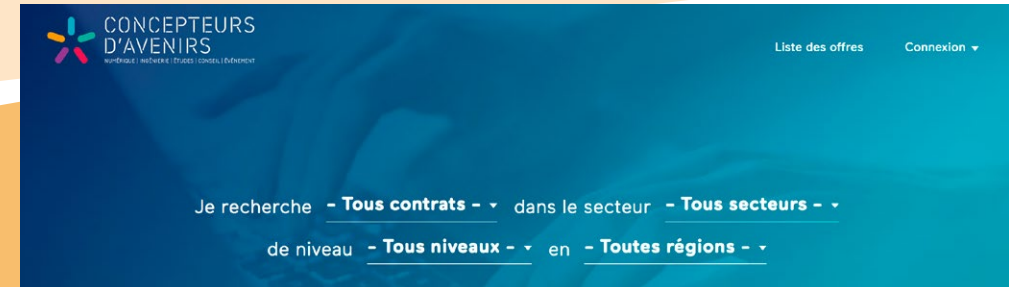 CONCEPTEURS
D'AVENIRS
NUMÉRIQUE | INGÉNIERIE | ÉTUDES | CONSEIL | ÉVÉNEMENT
Liste des offres Connexion
Je recherche - Tous contrats - dans le secteur - Tous secteurs -
de niveau - Tous niveaux - en - Toutes régions -